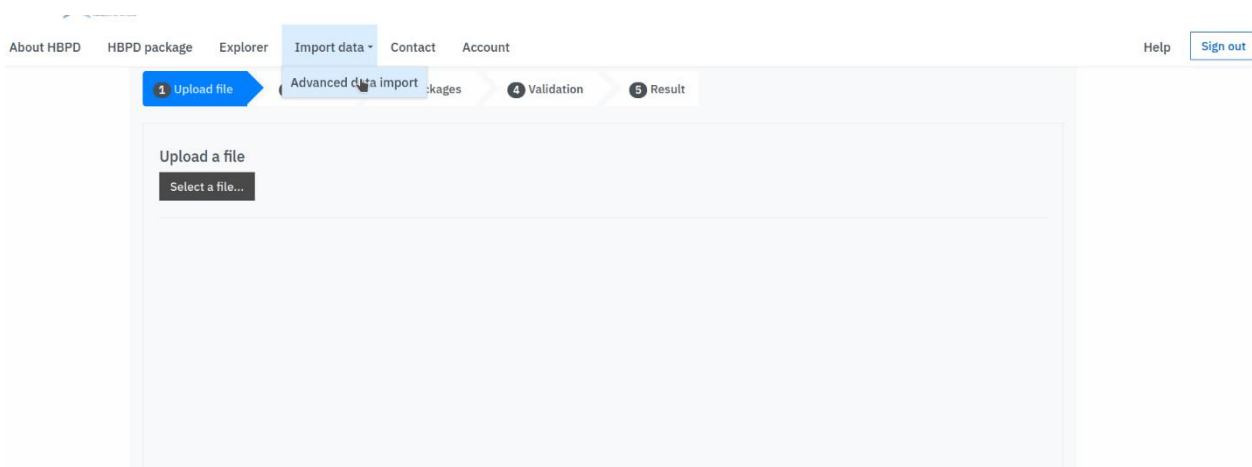 About HBPD HBPD package Explorer Import data Contact Account Help Sign out
1 Upload file Advanced data import kages 4 Validation 5 Result
Upload a file
Select a file...